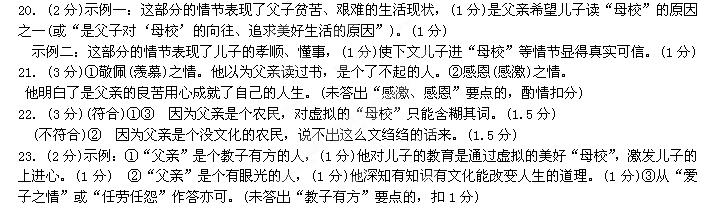 20. (2分)示例一：这部分的情节表现了父子贫苦、艰难的生活现状，(1分)是父亲希望儿子读“母校”的原因
之一(或“是父子对‘母校’的向往、追求美好生活的原因”)。(1分)
示例二：这部分的情节表现了儿子的孝顺、懂事，(1分)使下文儿子进“母校”等情节显得真实可信。(1分)
21. (3分)①敬佩(羡慕)之情。他以为父亲读过书，是个了不起的人。②感恩(感激)之情。
他明白了是父亲的良苦用心成就了自己的人生。(未答出“感激、感恩”要点的，酌情扣分)
22. (3分)(符合)①③ 因为父亲是个农民，对虚拟的“母校”只能含糊其词。(1.5分)
(不符合)② 因为父亲是个没文化的农民，说不出这么文绉绉的话来。(1.5分)
23. (2分)示例：①“父亲”是个教子有方的人，(1分)他对儿子的教育是通过虚拟的美好“母校”，激发儿子的
上进心。(1分) ②“父亲”是个有眼光的人，(1分)他深知有知识有文化能改变人生的道理。(1分)③从“爱
子之情”或“任劳任怨”作答亦可。(未答出“教子有方”要点的，扣1分)